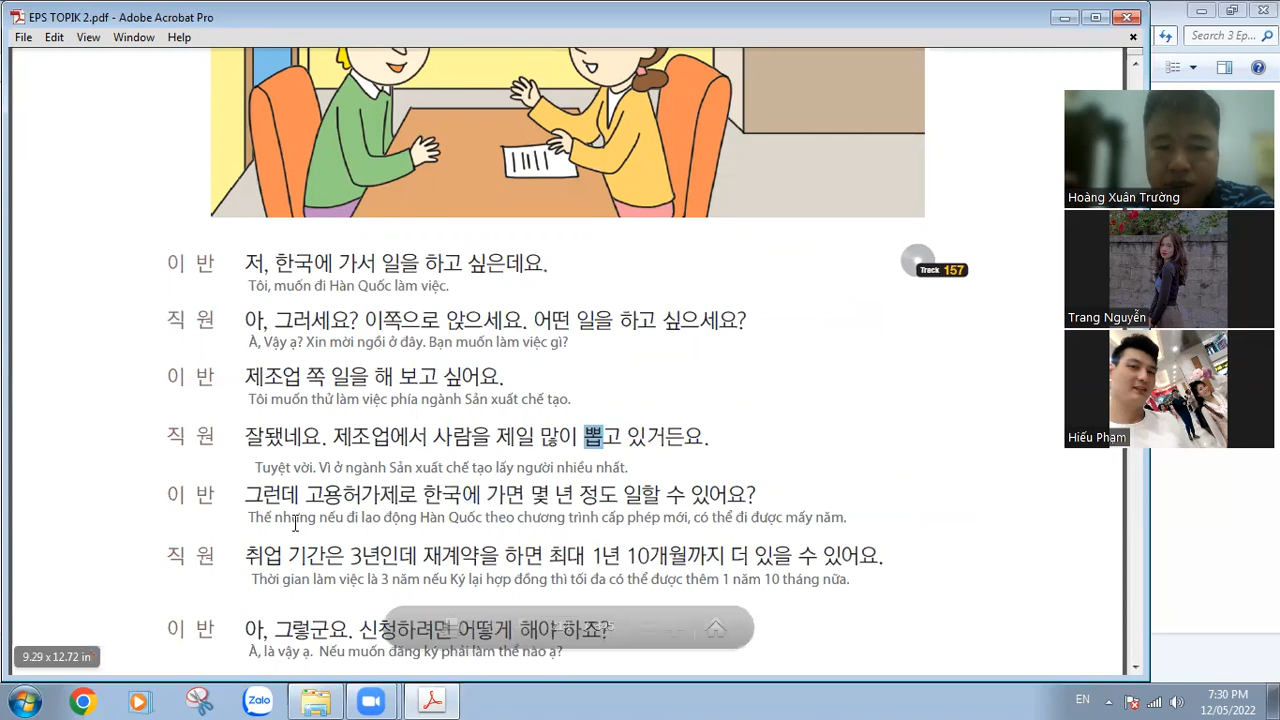 EPS TOPIK 2.pdf - Adobe Acrobat Pro
File Edit View Window Help
Search 3 Ep...
이 반 저, 한국에 가서 일을 하고 싶은데요.
Tôi, muốn đi Hàn Quốc làm việc.
Track 157
직 원 아, 그러세요? 이쪽으로 앉으세요. 어떤 일을 하고 싶으세요?
À, Vậy ạ? Xin mời ngồi ở đây. Bạn muốn làm việc gì?
이 반 제조업 쪽 일을 해 보고 싶어요.
Tôi muốn thử làm việc phía ngành Sản xuất chế tạo.
직 원 잘됐네요. 제조업에서 사람을 제일 많이 뽑고 있거든요.
Tuyệt vời. Vì ở ngành Sản xuất chế tạo lấy người nhiều nhất.
이 반 그런데 고용허가제로 한국에 가면 몇 년 정도 일할 수 있어요?
Thế nhưng nếu đi lao động Hàn Quốc theo chương trình cấp phép mới, có thể đi được mấy năm.
직 원 취업 기간은 3년인데 재계약을 하면 최대 1년 10개월까지 더 있을 수 있어요.
Thời gian làm việc là 3 năm nếu Ký lại hợp đồng thì tối đa có thể được thêm 1 năm 10 tháng nữa.
이 반 아, 그렇군요. 신청하려면 어떻게 해야 하죠?
À, là vậy ạ. Nếu muốn đăng ký phải làm thế nào ạ?
9.29 x 12.72 in
Hoàng Xuân Trường
Trang Nguyễn
Hiếu Phạm
Zalo
EN
7:30 PM
12/05/2022